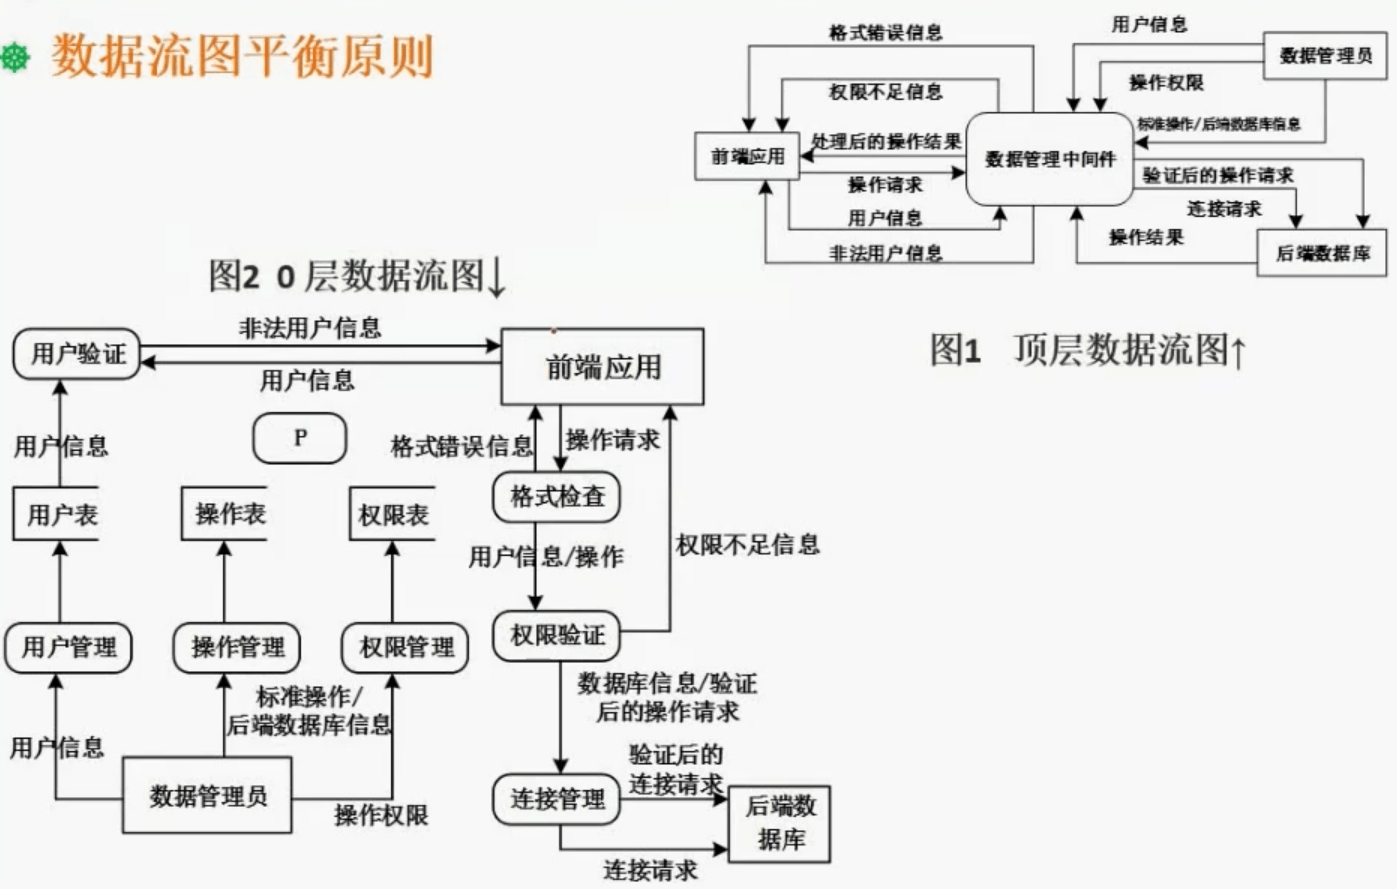 数据流图平衡原则
格式错误信息
用户信息
数据管理员
操作权限
权限不足信息
标准操作/后端数据库信息
前端应用
处理后的操作结果
数据管理中间件
操作请求
验证后的操作请求
用户信息
连接请求
操作结果
非法用户信息
后端数据库
图1 顶层数据流图↑
图2 0层数据流图↓
非法用户信息
用户验证
前端应用
用户信息
P
用户信息
格式错误信息
操作请求
格式检查
用户表
操作表
权限表
用户信息/操作
权限不足信息
用户管理
操作管理
权限管理
权限验证
标准操作/
后端数据库信息
数据库信息/验证
后的操作请求
用户信息
验证后的
连接请求
数据管理员
操作权限
连接管理
后端数
据库
连接请求